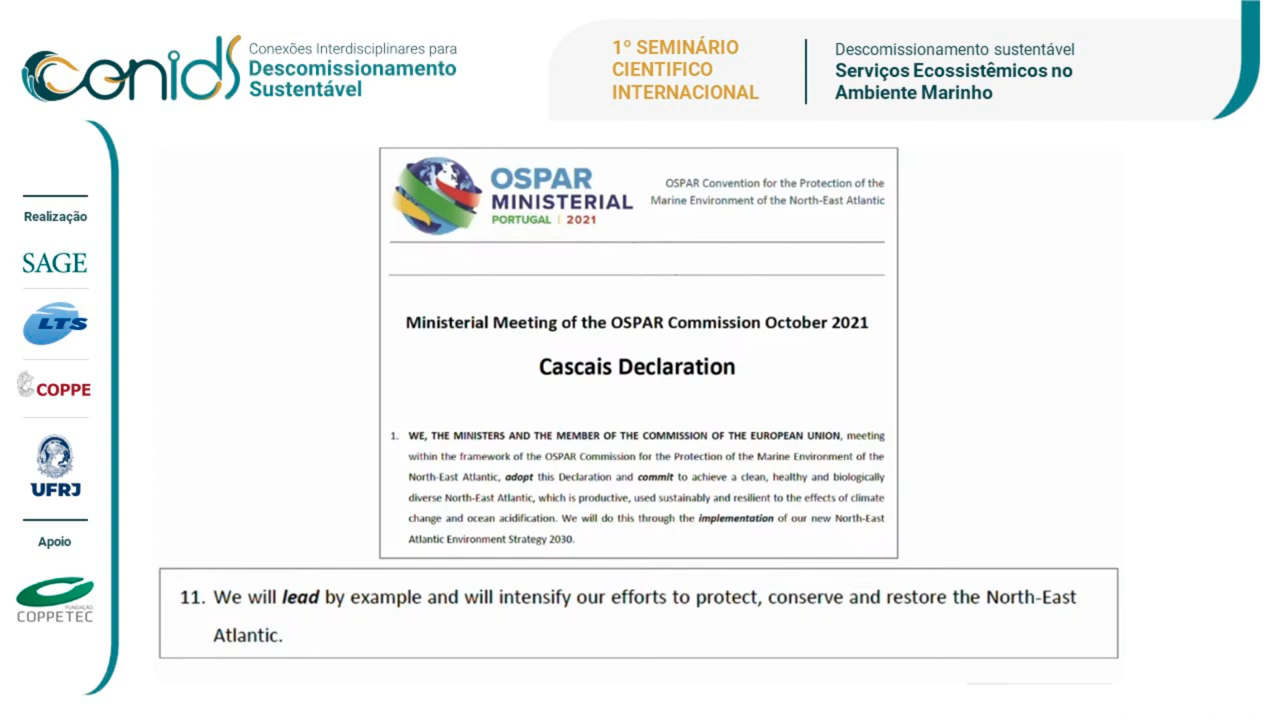 conids
Conexões Interdisciplinares para
Descomissionamento
Sustentável
1º SEMINÁRIO
CIENTIFICO
INTERNACIONAL
Descomissionamento sustentável
Serviços Ecossistêmicos no
Ambiente Marinho
Realização
SAGE
LTS
COPPE
UFRJ
Apoio
FUNDAÇÃO
COPPETEC
OSPAR
MINISTERIAL
PORTUGAL | 2021
OSPAR Convention for the Protection of the
Marine Environment of the North-East Atlantic
Ministerial Meeting of the OSPAR Commission October 2021
Cascais Declaration
1. WE, THE MINISTERS AND THE MEMBER OF THE COMMISSION OF THE EUROPEAN UNION, meeting
within the framework of the OSPAR Commission for the Protection of the Marine Environment of the
North-East Atlantic, adopt this Declaration and commit to achieve a clean, healthy and biologically
diverse North-East Atlantic, which is productive, used sustainably and resilient to the effects of climate
change and ocean acidification. We will do this through the implementation of our new North-East
Atlantic Environment Strategy 2030.
11. We will lead by example and will intensify our efforts to protect, conserve and restore the North-East
Atlantic.